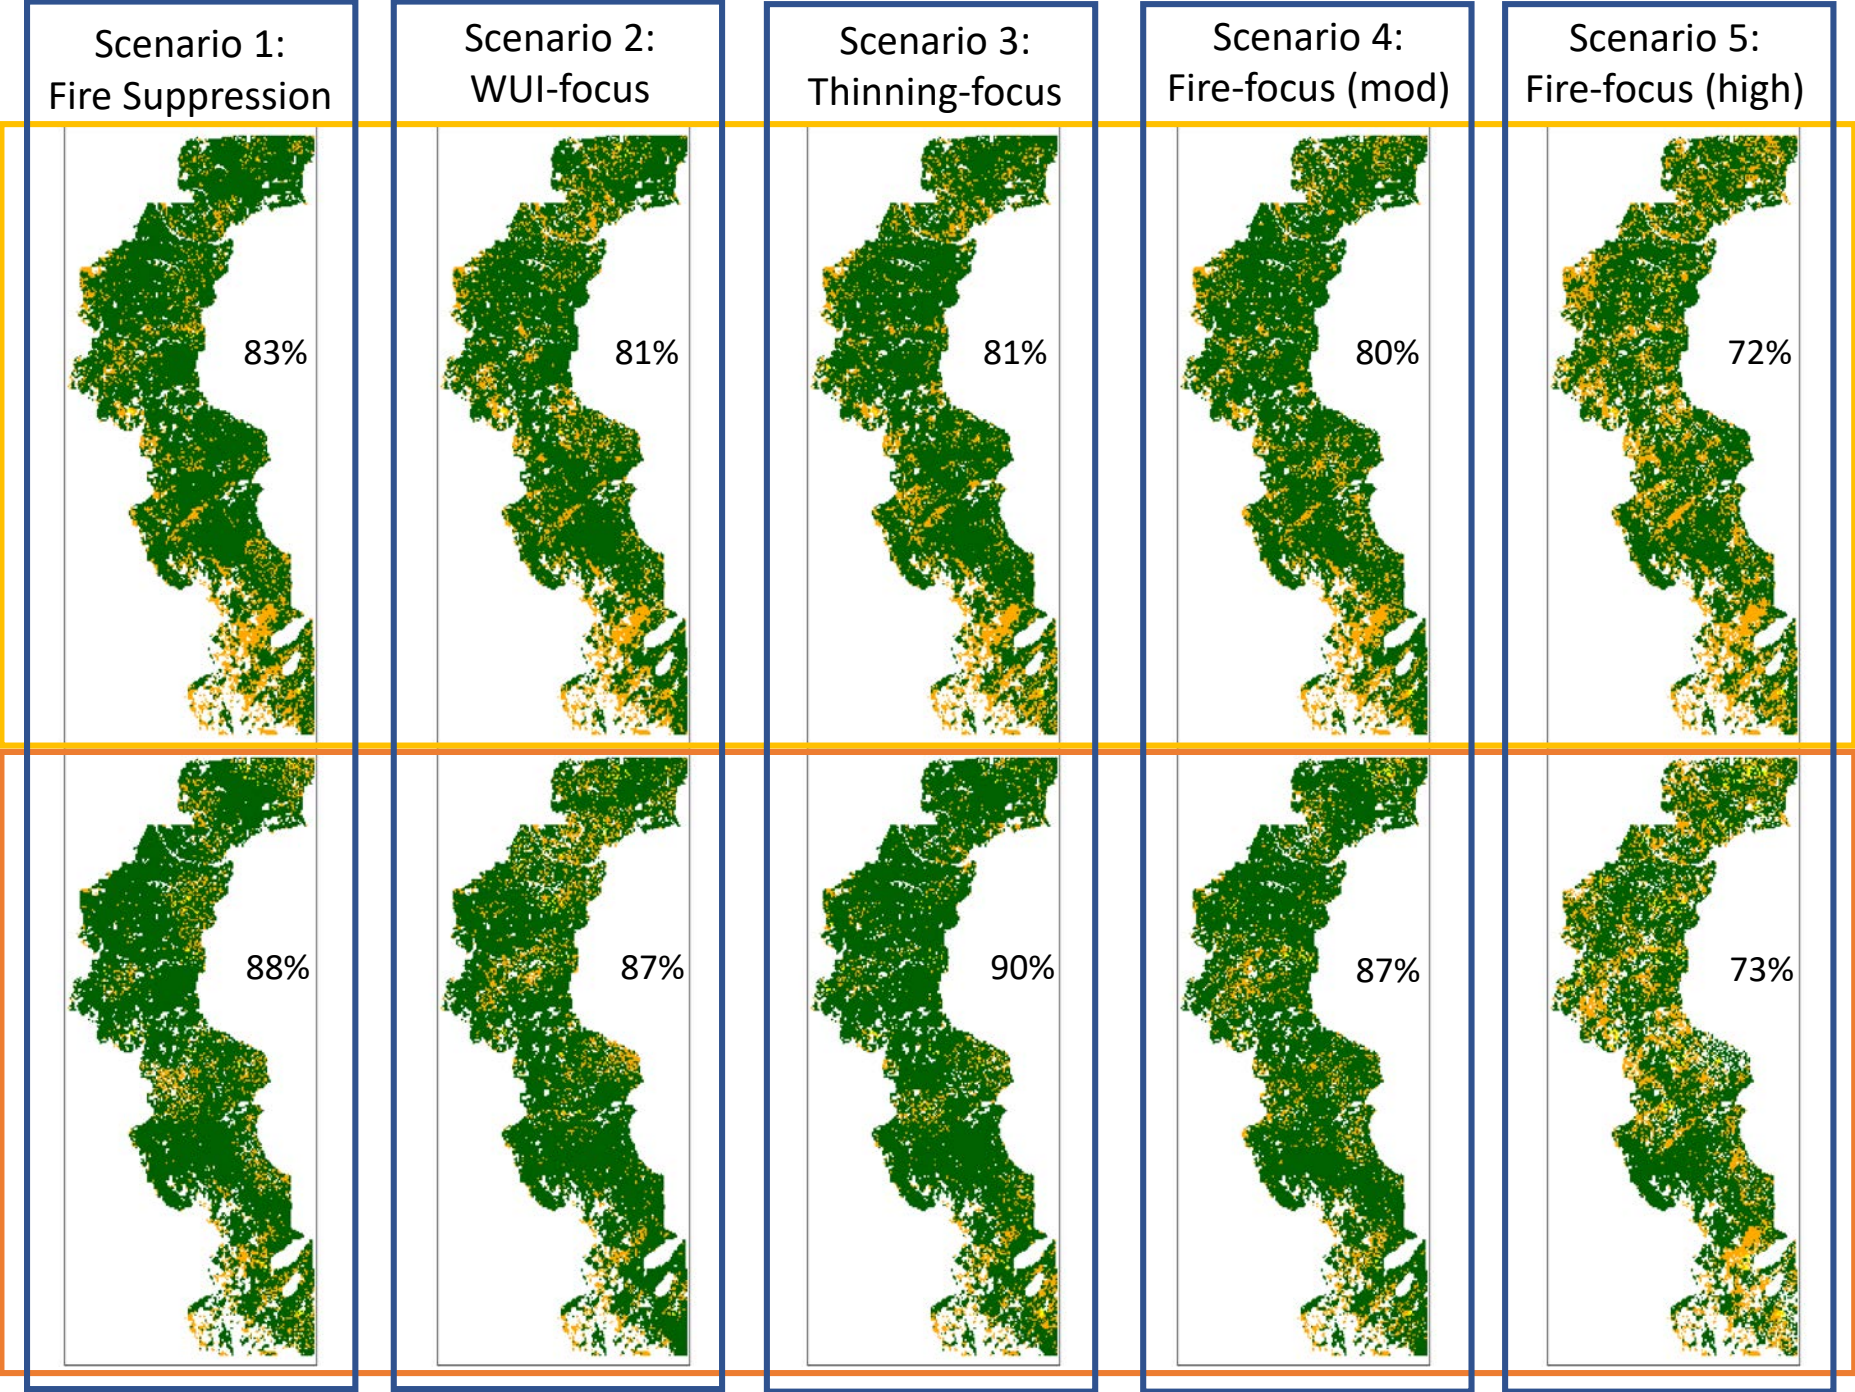 Scenario 1:
Fire Suppression
Scenario 2:
WUI-focus
Scenario 3:
Thinning-focus
Scenario 4:
Fire-focus (mod)
Scenario 5:
Fire-focus (high)
83%
81%
81%
80%
72%
88%
87%
90%
87%
73%